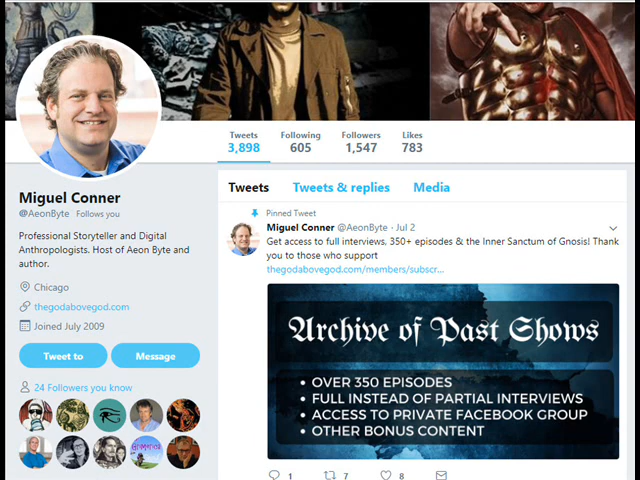 Tweets Following Followers Likes
3,898 605 1,547 783
Miguel Conner
@AeonByte Follows you
Professional Storyteller and Digital
Anthropologists. Host of Aeon Byte and
author.
Chicago
thegodabovegod.com
Joined July 2009
Tweet to Message
24 Followers you know
Tweets Tweets & replies Media
Pinned Tweet
Miguel Conner @AeonByte · Jul 2
Get access to full interviews, 350+ episodes & the Inner Sanctum of Gnosis! Thank
you to those who support
thegodabovegod.com/members/subscr...
Archive of Past Shows
• OVER 350 EPISODES
• FULL INSTEAD OF PARTIAL INTERVIEWS
• ACCESS TO PRIVATE FACEBOOK GROUP
• OTHER BONUS CONTENT
1 7 8